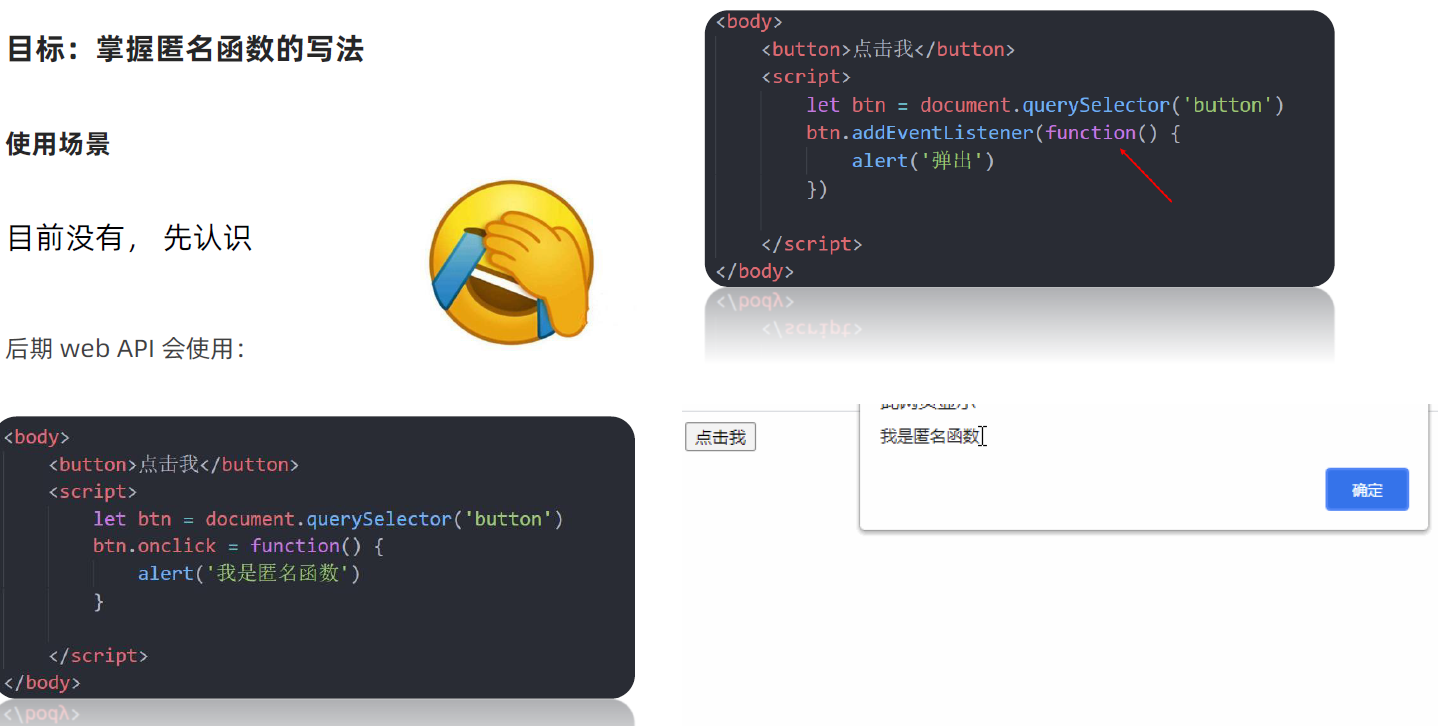 目标：掌握匿名函数的写法
使用场景
目前没有， 先认识
后期 web API 会使用：
<body>
    <button>点击我</button>
    <script>
        let btn = document.querySelector('button')
        btn.onclick = function() {
            alert('我是匿名函数')
        }
    </script>
</body>
<body>
    <button>点击我</button>
    <script>
        let btn = document.querySelector('button')
        btn.addEventListener(function() {
            alert('弹出')
        })
    </script>
</body>
点击我
我是匿名函数
确定